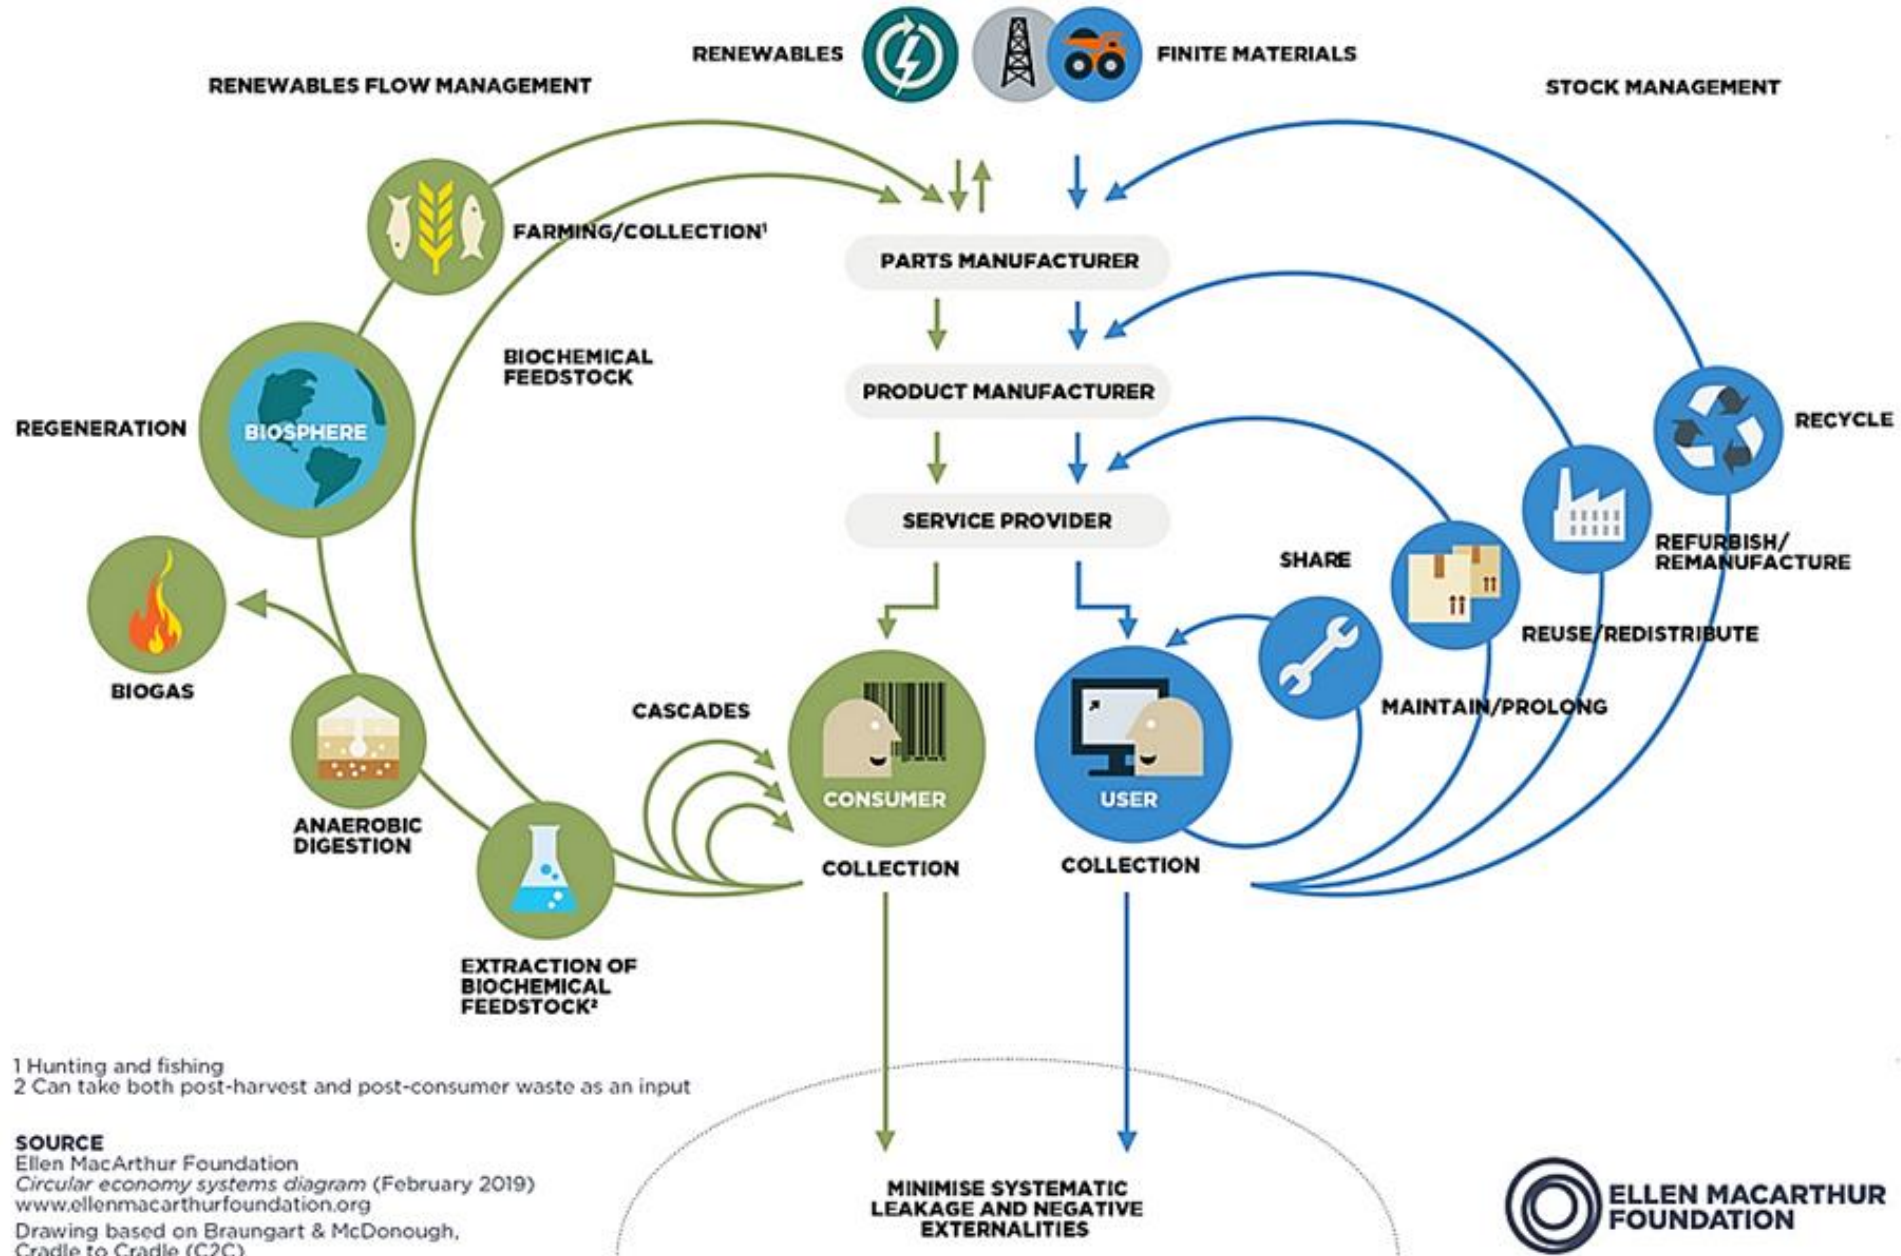 RENEWABLES
FINITE MATERIALS
RENEWABLES FLOW MANAGEMENT
STOCK MANAGEMENT
FARMING/COLLECTION¹
PARTS MANUFACTURER
BIOCHEMICAL
FEEDSTOCK
PRODUCT MANUFACTURER
REGENERATION
BIOSPHERE
RECYCLE
SERVICE PROVIDER
SHARE
REFURBISH/
REMANUFACTURE
REUSE/REDISTRIBUTE
BIOGAS
CASCADES
MAINTAIN/PROLONG
CONSUMER
USER
ANAEROBIC
DIGESTION
COLLECTION
COLLECTION
EXTRACTION OF
BIOCHEMICAL
FEEDSTOCK²
1 Hunting and fishing
2 Can take both post-harvest and post-consumer waste as an input
SOURCE
Ellen MacArthur Foundation
Circular economy systems diagram (February 2019)
www.ellenmacarthurfoundation.org
Drawing based on Braungart & McDonough,
Cradle to Cradle (C2C)
MINIMISE SYSTEMATIC
LEAKAGE AND NEGATIVE
EXTERNALITIES
ELLEN MACARTHUR
FOUNDATION